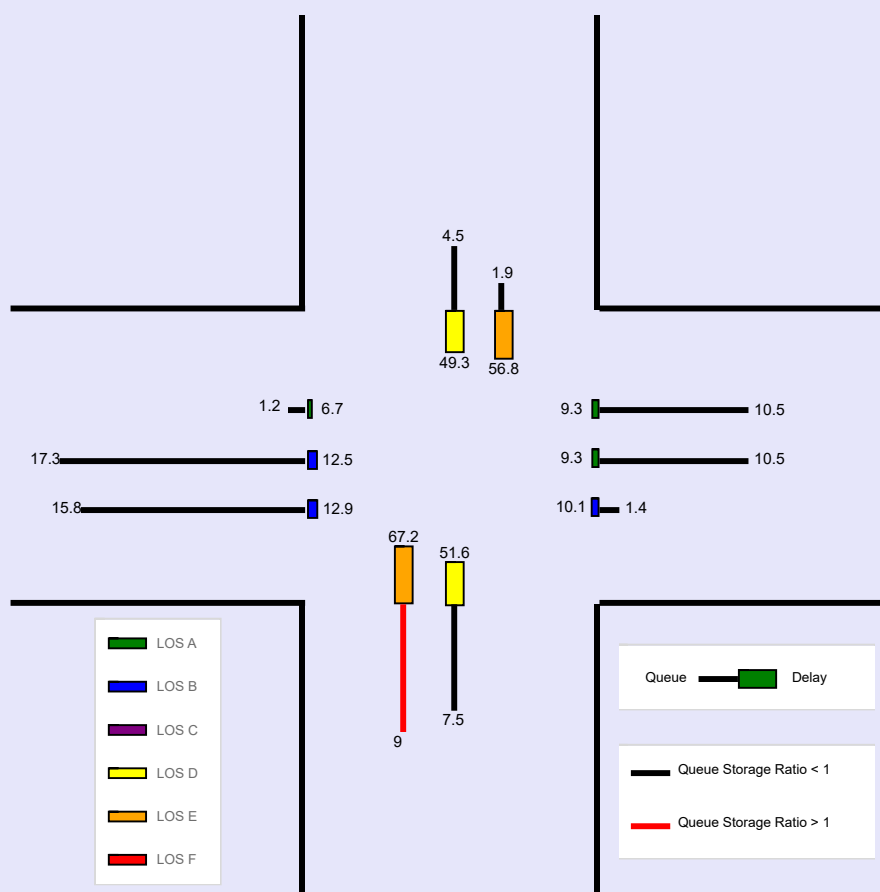 4.5
1.9
49.3
56.8
1.2
6.7
9.3
10.5
17.3
12.5
9.3
10.5
15.8
12.9
10.1
1.4
67.2
51.6
9
7.5
LOS A
LOS B
LOS C
LOS D
LOS E
LOS F
Queue
Delay
Queue Storage Ratio < 1
Queue Storage Ratio > 1